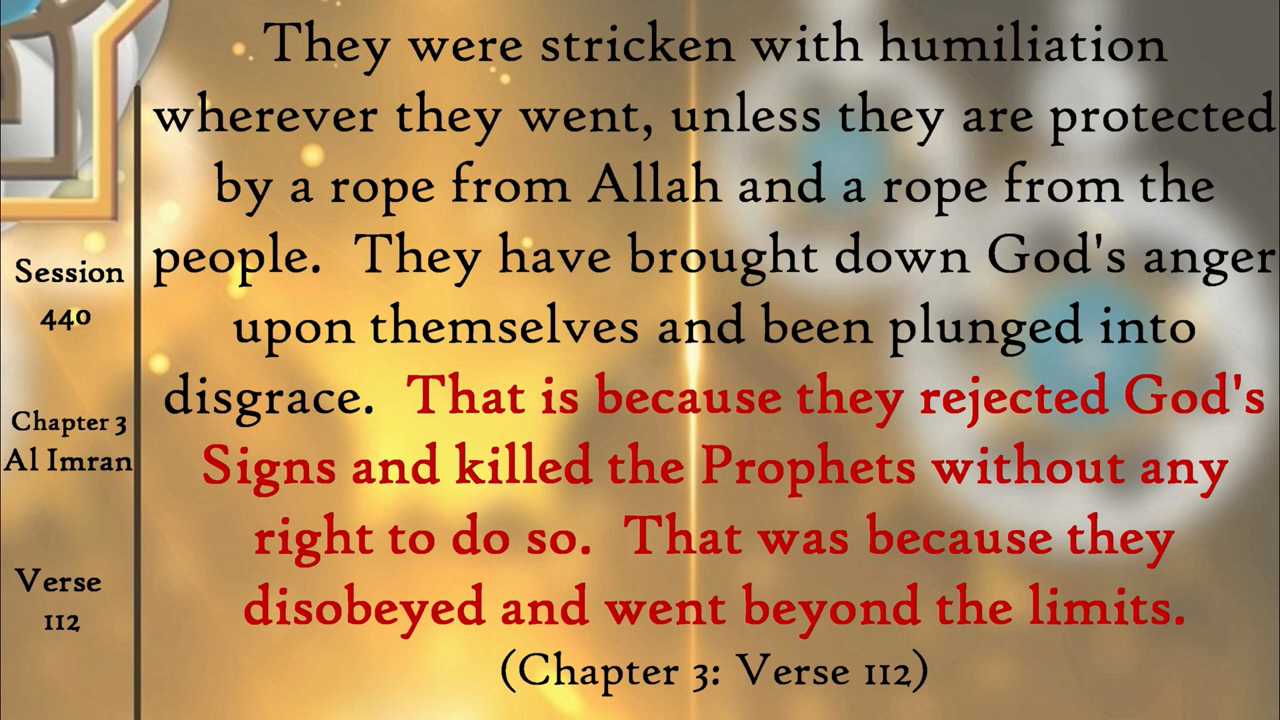 They were stricken with humiliation
wherever they went, unless they are protected
by a rope from Allah and a rope from the
people. They have brought down God's anger
upon themselves and been plunged into
disgrace. That is because they rejected God's
Signs and killed the Prophets without any
right to do so. That was because they
disobeyed and went beyond the limits.
(Chapter 3: Verse 112)
Session
440
Chapter 3
Al Imran
Verse
112